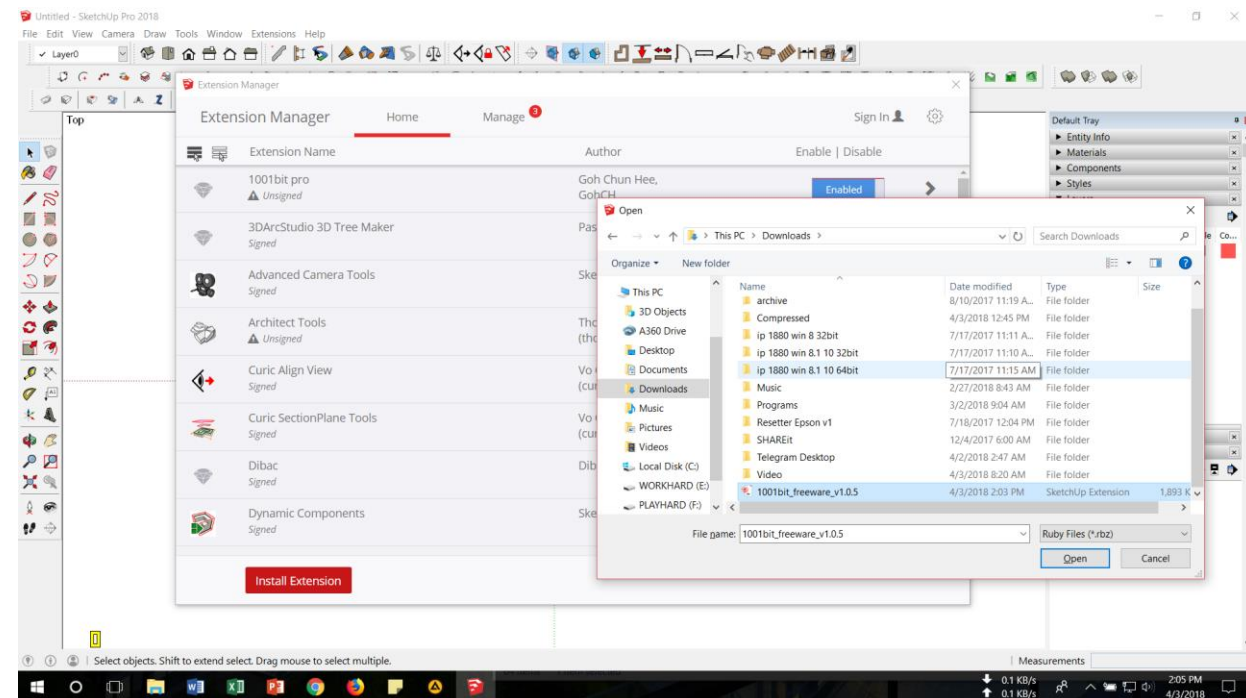 Untitled - SketchUp Pro 2018
File Edit View Camera Draw Tools Window Extensions Help
Layer0
Top
Extension Manager
Extension Manager Home Manage 3 Sign In
Extension Name Author Enable | Disable
1001bit pro Goh Chun Hee,
Unsigned GohCH Enabled
3DArcStudio 3D Tree Maker Pas
Signed
Advanced Camera Tools Ske
Signed
Architect Tools Tho
Unsigned (tho
Curic Align View Vo
Signed (cur
Curic SectionPlane Tools Vo
Signed (cur
Dibac Dib
Signed
Dynamic Components Ske
Signed
Install Extension
Default Tray
Entity Info
Materials
Components
Styles
Co...
Open
This PC > Downloads > Search Downloads
Organize New folder
This PC
3D Objects
A360 Drive
Desktop
Documents
Downloads
Music
Pictures
Videos
Local Disk (C:)
WORKHARD (E:)
PLAYHARD (F:)
Name Date modified Type Size
archive 8/10/2017 11:19 A... File folder
Compressed 4/3/2018 12:45 PM File folder
ip 1880 win 8 32bit 7/17/2017 11:11 A... File folder
ip 1880 win 8.1 10 32bit 7/17/2017 11:10 A... File folder
ip 1880 win 8.1 10 64bit 7/17/2017 11:15 AM File folder
Music 2/27/2018 8:43 AM File folder
Programs 3/2/2018 9:04 AM File folder
Resetter Epson v1 7/18/2017 12:04 PM File folder
SHAREit 12/4/2017 6:00 AM File folder
Telegram Desktop 4/2/2018 2:47 AM File folder
Video 4/3/2018 8:20 AM File folder
1001bit_freeware_v1.0.5 4/3/2018 2:03 PM SketchUp Extension 1,893 K
File name: 1001bit_freeware_v1.0.5 Ruby Files (*.rbz)
Open Cancel
Select objects. Shift to extend select. Drag mouse to select multiple. Measurements
0.1 KB/s
0.1 KB/s
2:05 PM
4/3/2018